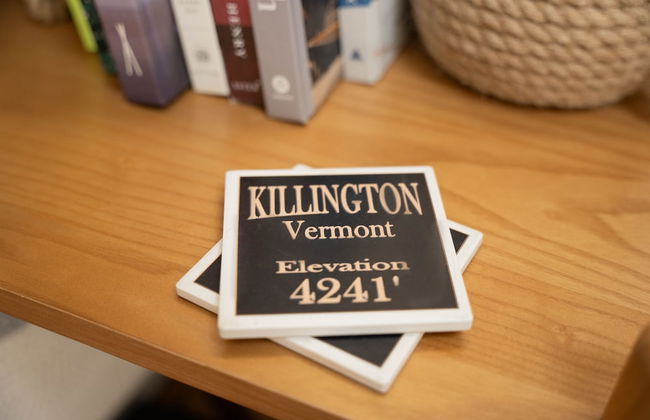 KILLINGTON
Vermont
Elevation
4241'